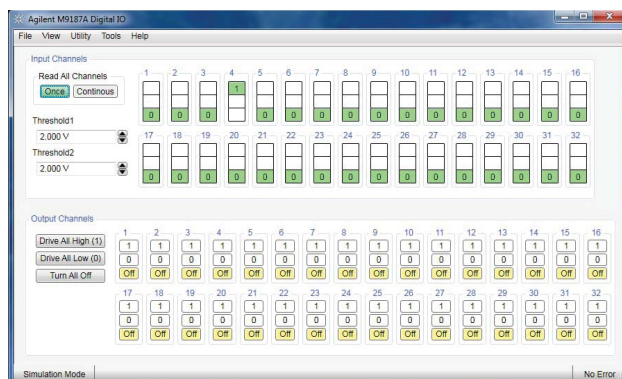 Agilent M9187A Digital IO
File View Utility Tools Help
Input Channels
Read All Channels
Once Continous
1 2 3 4 5 6 7 8 9 10 11 12 13 14 15 16
1
0 0 0 0 0 0 0 0 0 0 0 0 0 0 0
Threshold1
2.000 V
Threshold2
2.000 V
17 18 19 20 21 22 23 24 25 26 27 28 29 30 31 32
0 0 0 0 0 0 0 0 0 0 0 0 0 0 0 0
Output Channels
Drive All High (1)
Drive All Low (0)
Turn All Off
1 2 3 4 5 6 7 8 9 10 11 12 13 14 15 16
1 1 1 1 1 1 1 1 1 1 1 1 1 1 1 1
0 0 0 0 0 0 0 0 0 0 0 0 0 0 0 0
Off Off Off Off Off Off Off Off Off Off Off Off Off Off Off Off
17 18 19 20 21 22 23 24 25 26 27 28 29 30 31 32
1 1 1 1 1 1 1 1 1 1 1 1 1 1 1 1
0 0 0 0 0 0 0 0 0 0 0 0 0 0 0 0
Off Off Off Off Off Off Off Off Off Off Off Off Off Off Off Off
Simulation Mode
No Error